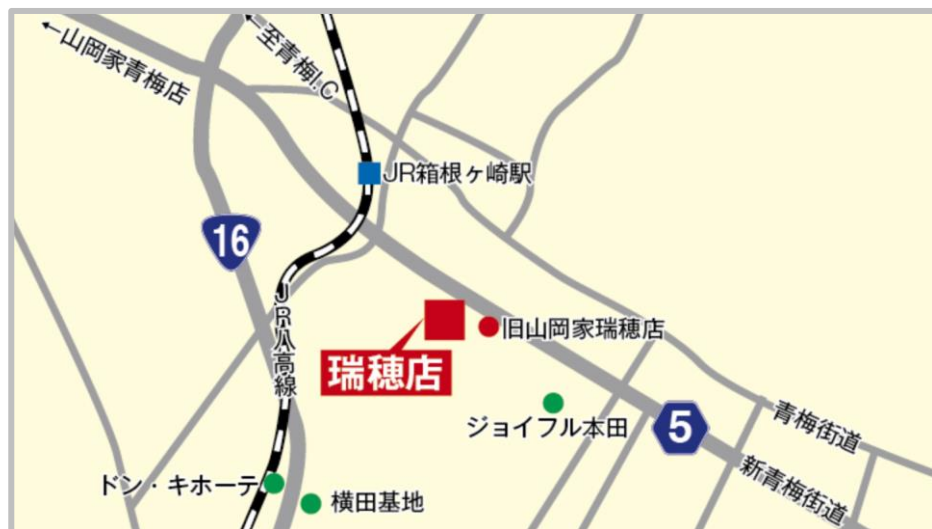 ←山岡家青梅店
←至青梅I.C
JR箱根ヶ崎駅
16
JR八高線
旧山岡家瑞穂店
瑞穂店
ジョイフル本田
5
青梅街道
新青梅街道
ドン・キホーテ
横田基地